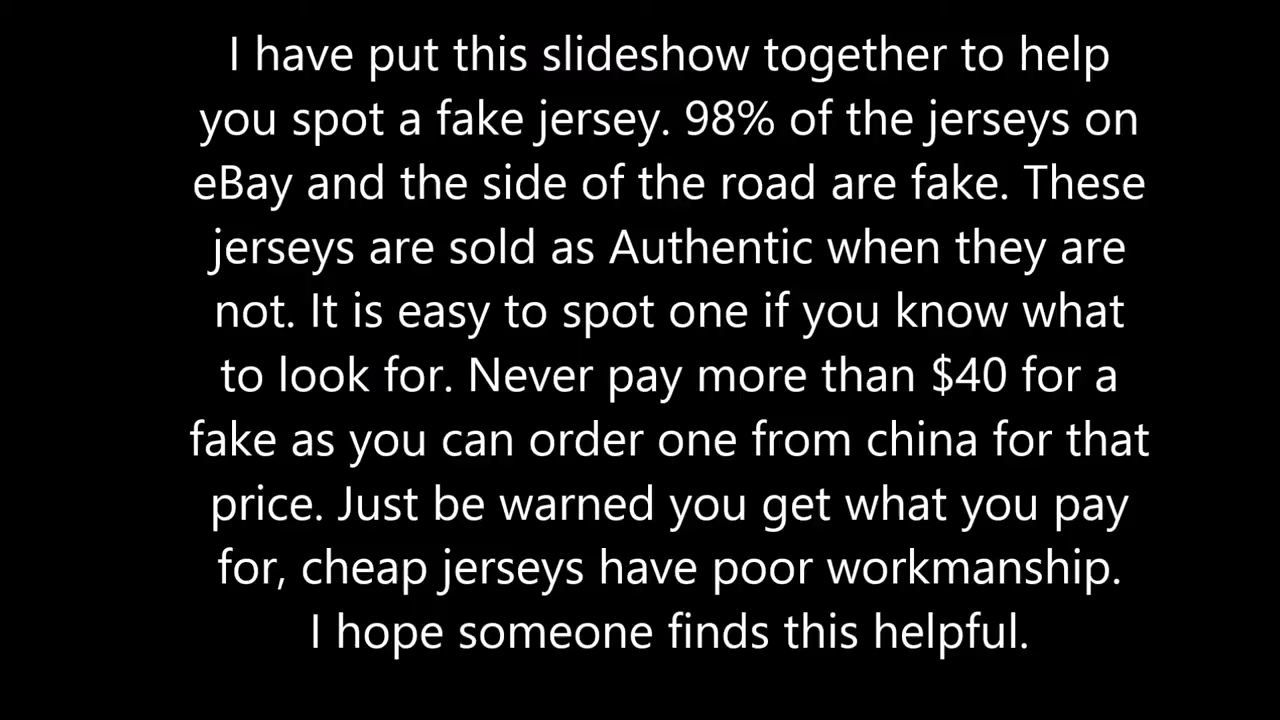 I have put this slideshow together to help
you spot a fake jersey. 98% of the jerseys on
eBay and the side of the road are fake. These
jerseys are sold as Authentic when they are
not. It is easy to spot one if you know what
to look for. Never pay more than $40 for a
fake as you can order one from china for that
price. Just be warned you get what you pay
for, cheap jerseys have poor workmanship.
I hope someone finds this helpful.